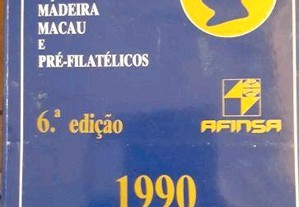 MADEIRA
MACAU
E
PRÉ-FILATÉLICOS
6.ª edição
AFINSA
1990